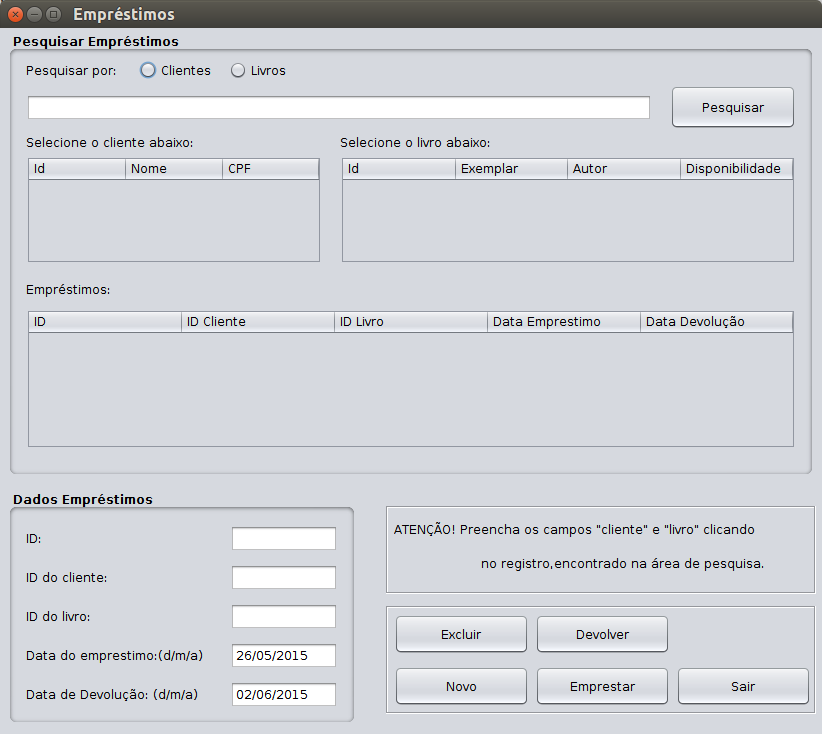 Empréstimos
Pesquisar Empréstimos
Pesquisar por: Clientes Livros
Pesquisar
Selecione o cliente abaixo: Selecione o livro abaixo:
Id Nome CPF Id Exemplar Autor Disponibilidade
Empréstimos:
ID ID Cliente ID Livro Data Emprestimo Data Devolução
Dados Empréstimos
ID:
ID do cliente:
ID do livro:
Data do emprestimo:(d/m/a) 26/05/2015
Data de Devolução: (d/m/a) 02/06/2015
ATENÇÃO! Preencha os campos "cliente" e "livro" clicando
no registro,encontrado na área de pesquisa.
Excluir Devolver
Novo Emprestar Sair